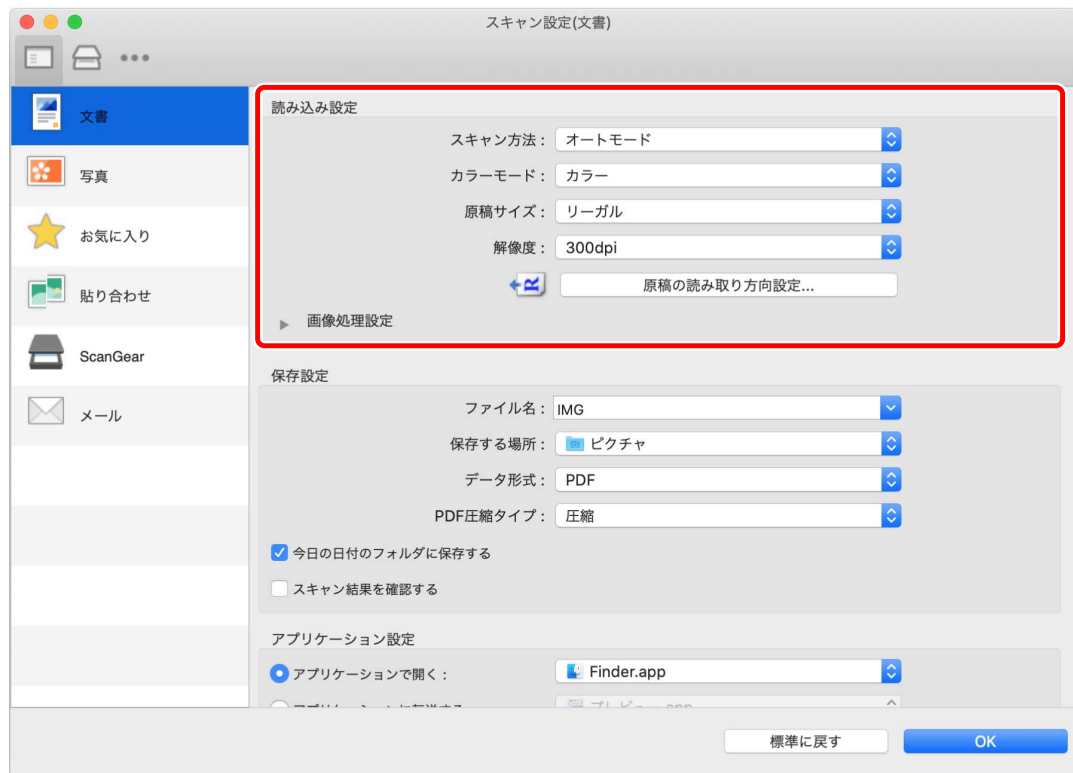 スキャン設定(文書)
文書
写真
お気に入り
貼り合わせ
ScanGear
メール
読み込み設定
スキャン方法： オートモード
カラーモード： カラー
原稿サイズ： リーガル
解像度： 300dpi
R 原稿の読み取り方向設定...
画像処理設定
保存設定
ファイル名： IMG
保存する場所： ピクチャ
データ形式： PDF
PDF圧縮タイプ： 圧縮
今日の日付のフォルダに保存する
スキャン結果を確認する
アプリケーション設定
アプリケーションで開く： Finder.app
標準に戻す OK